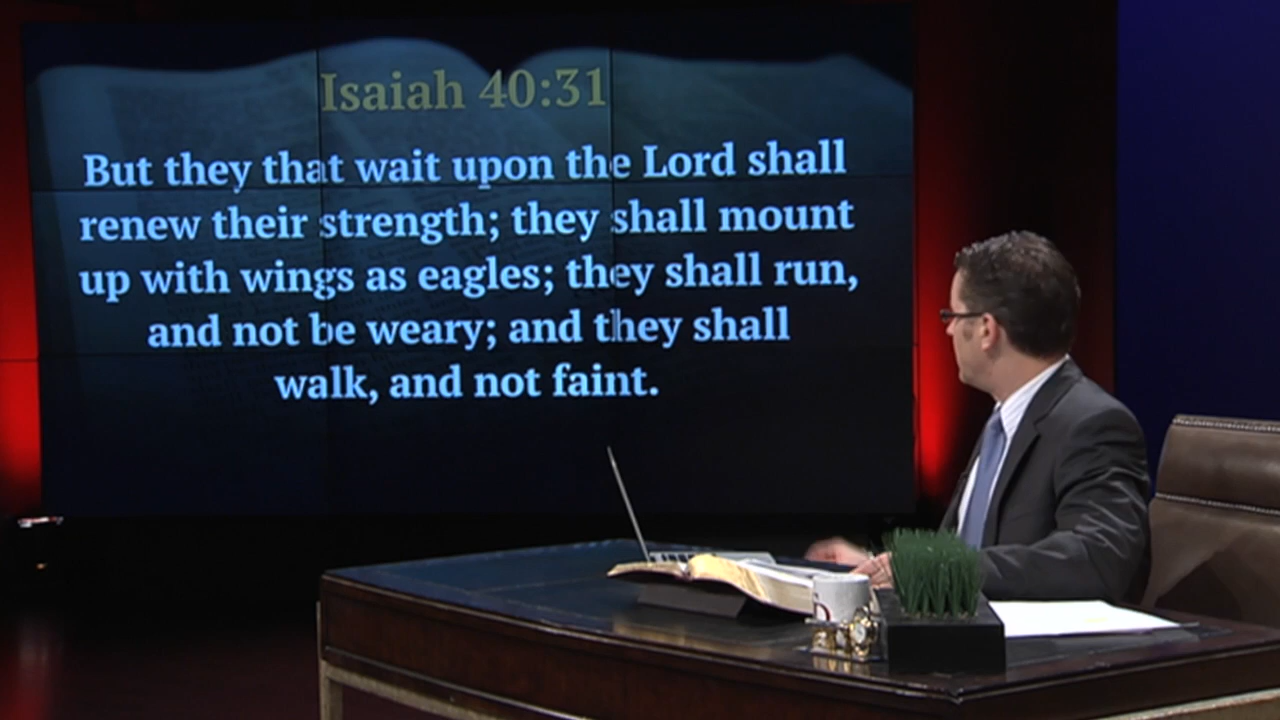 Isaiah 40:31
But they that wait upon the Lord shall
renew their strength; they shall mount
up with wings as eagles; they shall run,
and not be weary; and they shall
walk, and not faint.